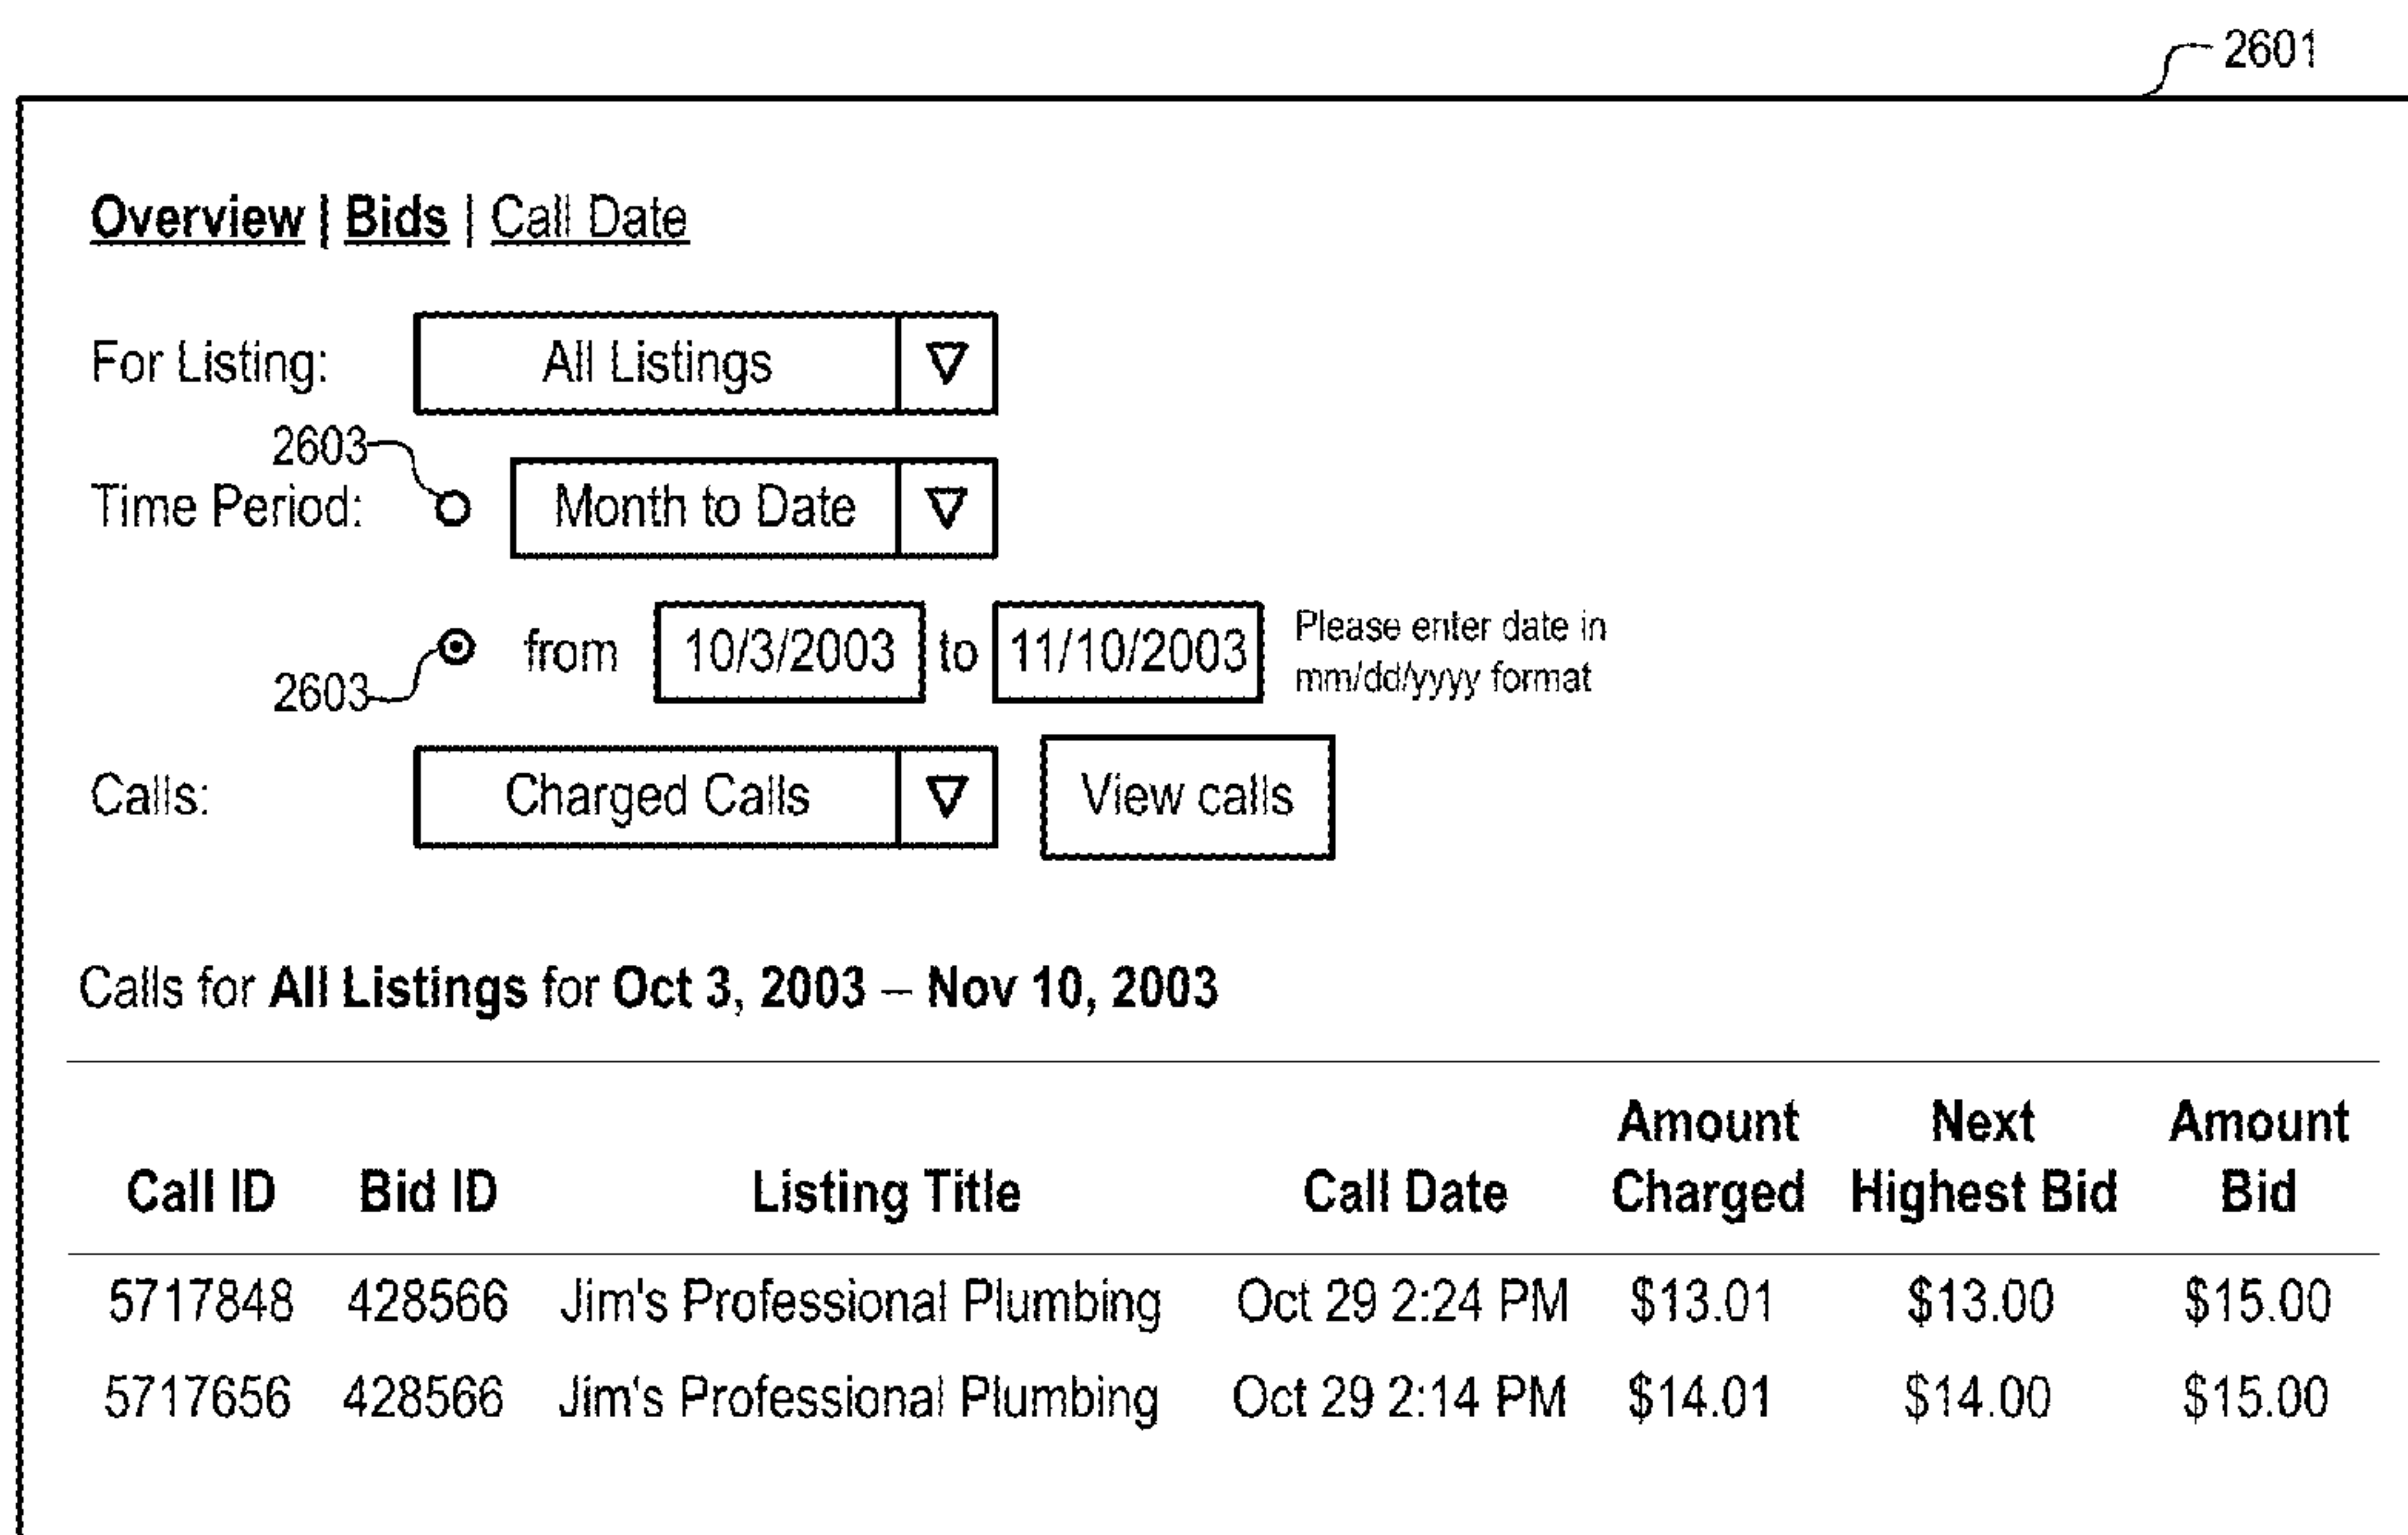 2601
Overview | Bids | Call Date
For Listing: All Listings
2603
Time Period: Month to Date
from 10/3/2003 to 11/10/2003 Please enter date in
mm/dd/yyyy format
2603
Calls: Charged Calls View calls
Calls for All Listings for Oct 3, 2003 – Nov 10, 2003
Amount Next Amount
Call ID Bid ID Listing Title Call Date Charged Highest Bid Bid
5717848 428566 Jim's Professional Plumbing Oct 29 2:24 PM $13.01 $13.00 $15.00
5717656 428566 Jim's Professional Plumbing Oct 29 2:14 PM $14.01 $14.00 $15.00